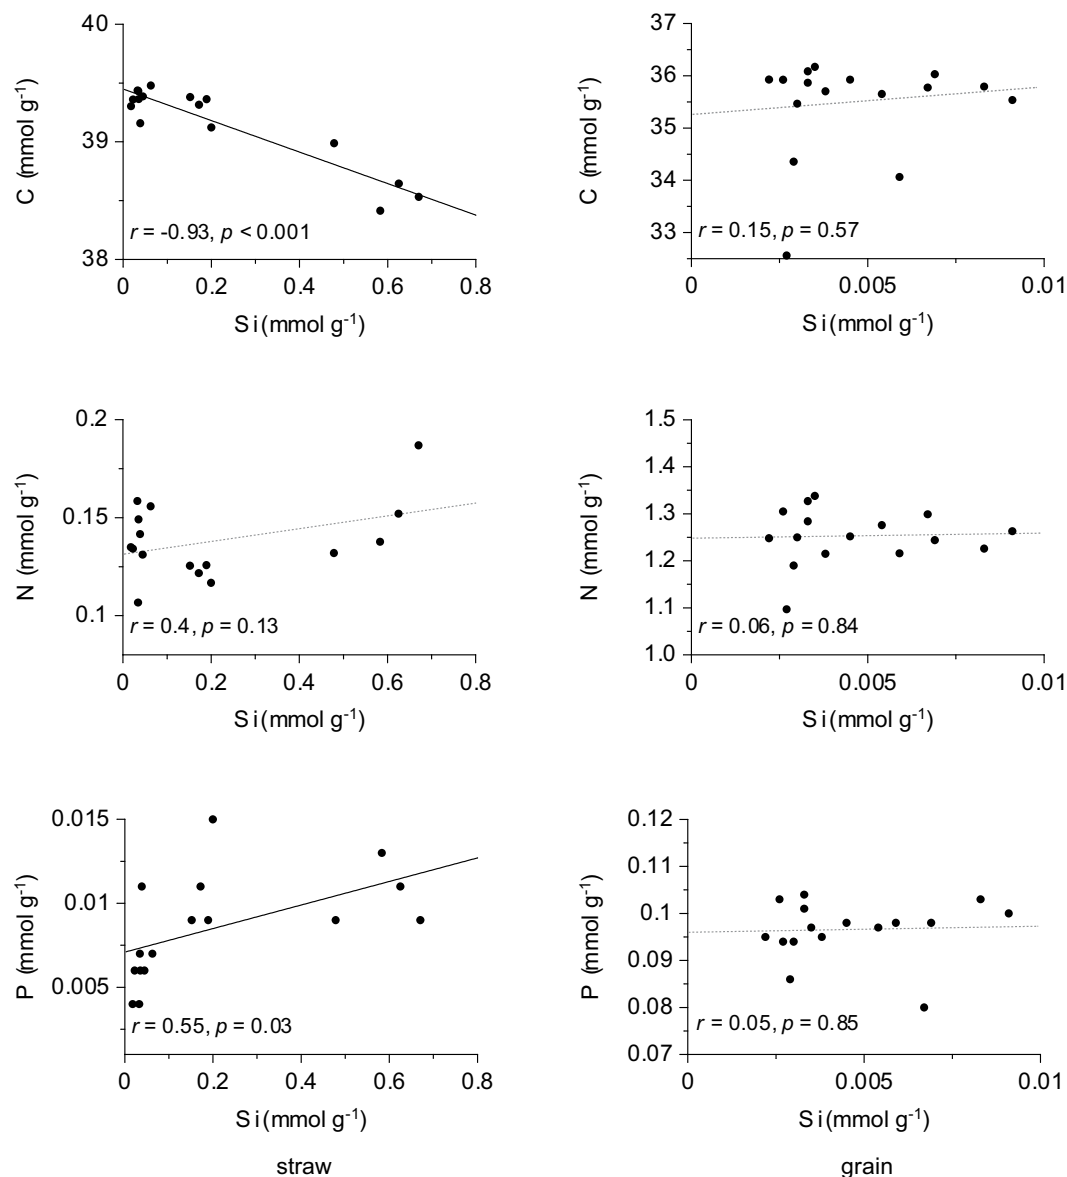 40
39
38
C (mmol g⁻¹)
r = -0.93, p < 0.001
0 0.2 0.4 0.6 0.8
Si (mmol g⁻¹)
37
36
35
34
33
C (mmol g⁻¹)
r = 0.15, p = 0.57
0 0.005 0.01
Si (mmol g⁻¹)
0.2
0.15
0.1
N (mmol g⁻¹)
r = 0.4, p = 0.13
0 0.2 0.4 0.6 0.8
Si (mmol g⁻¹)
1.5
1.4
1.3
1.2
1.1
1.0
N (mmol g⁻¹)
r = 0.06, p = 0.84
0 0.005 0.01
Si (mmol g⁻¹)
0.015
0.010
0.005
P (mmol g⁻¹)
r = 0.55, p = 0.03
0 0.2 0.4 0.6 0.8
Si (mmol g⁻¹)
straw
0.12
0.11
0.1
0.09
0.08
0.07
P (mmol g⁻¹)
r = 0.05, p = 0.85
0 0.005 0.01
Si (mmol g⁻¹)
grain